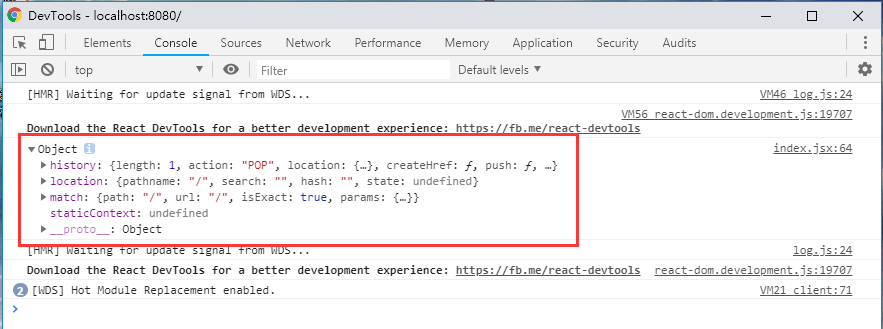 DevTools - localhost:8080/
Elements Console Sources Network Performance Memory Application Security Audits
top Filter Default levels
[HMR] Waiting for update signal from WDS... VM46 log.js:24
VM56 react-dom.development.js:19707
Download the React DevTools for a better development experience: https://fb.me/react-devtools
Object i index.jsx:64
history: {length: 1, action: "POP", location: {…}, createHref: ƒ, push: ƒ, …}
location: {pathname: "/", search: "", hash: "", state: undefined}
match: {path: "/", url: "/", isExact: true, params: {…}}
staticContext: undefined
__proto__: Object
[HMR] Waiting for update signal from WDS... log.js:24
Download the React DevTools for a better development experience: https://fb.me/react-devtools react-dom.development.js:19707
2 [WDS] Hot Module Replacement enabled. VM21 client:71